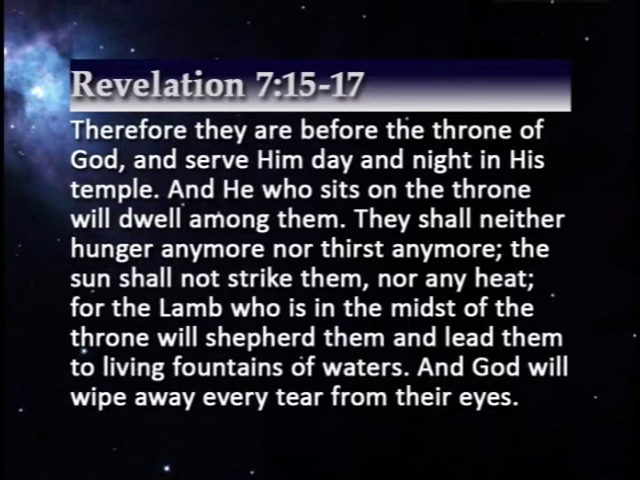 Revelation 7:15-17
Therefore they are before the throne of
God, and serve Him day and night in His
temple. And He who sits on the throne
will dwell among them. They shall neither
hunger anymore nor thirst anymore; the
sun shall not strike them, nor any heat;
for the Lamb who is in the midst of the
throne will shepherd them and lead them
to living fountains of waters. And God will
wipe away every tear from their eyes.